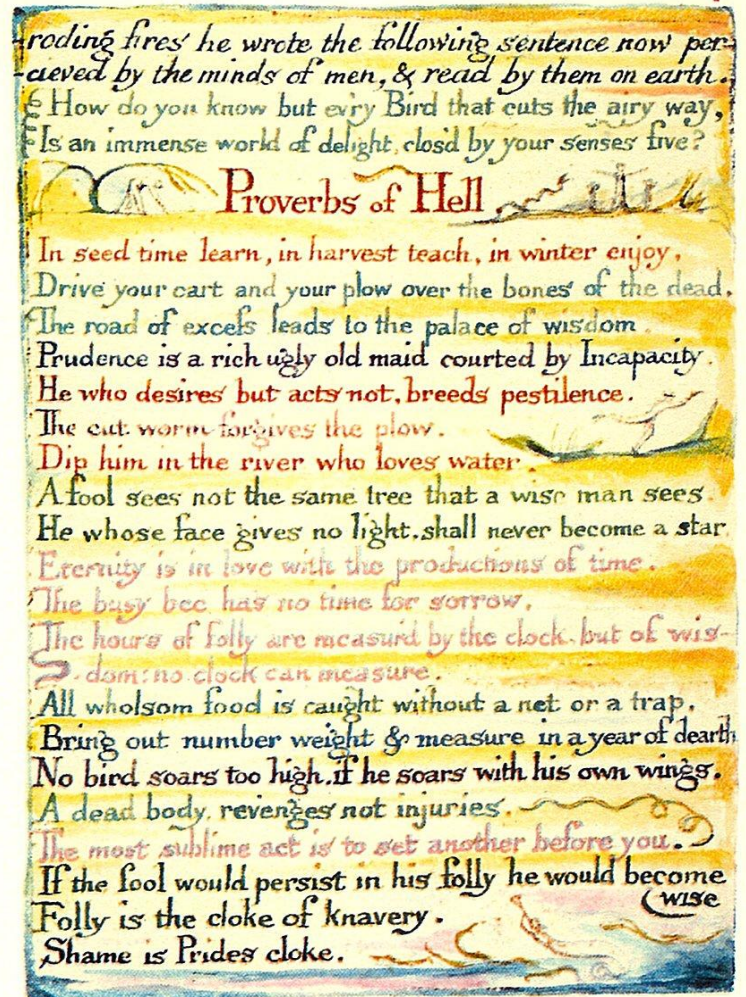 -roding fires he wrote the following sentence now per-
-cieved by the minds of men, & read by them on earth.
How do you know but ev'ry Bird that cuts the airy way,
Is an immense world of delight, clos'd by your senses five?
Proverbs of Hell
In seed time learn, in harvest teach, in winter enjoy.
Drive your cart and your plow over the bones of the dead.
The road of excess leads to the palace of wisdom.
Prudence is a rich ugly old maid courted by Incapacity.
He who desires but acts not, breeds pestilence.
The cut worm forgives the plow.
Dip him in the river who loves water.
A fool sees not the same tree that a wise man sees.
He whose face gives no light, shall never become a star.
Eternity is in love with the productions of time.
The busy bee has no time for sorrow.
The hours of folly are measur'd by the clock, but of wis-
-dom: no clock can measure.
All wholsom food is caught without a net or a trap.
Bring out number weight & measure in a year of dearth
No bird soars too high. if he soars with his own wings.
A dead body. revenges not injuries.
The most sublime act is to set another before you.
If the fool would persist in his folly he would become
(wise
Folly is the cloke of knavery.
Shame is Prides cloke.